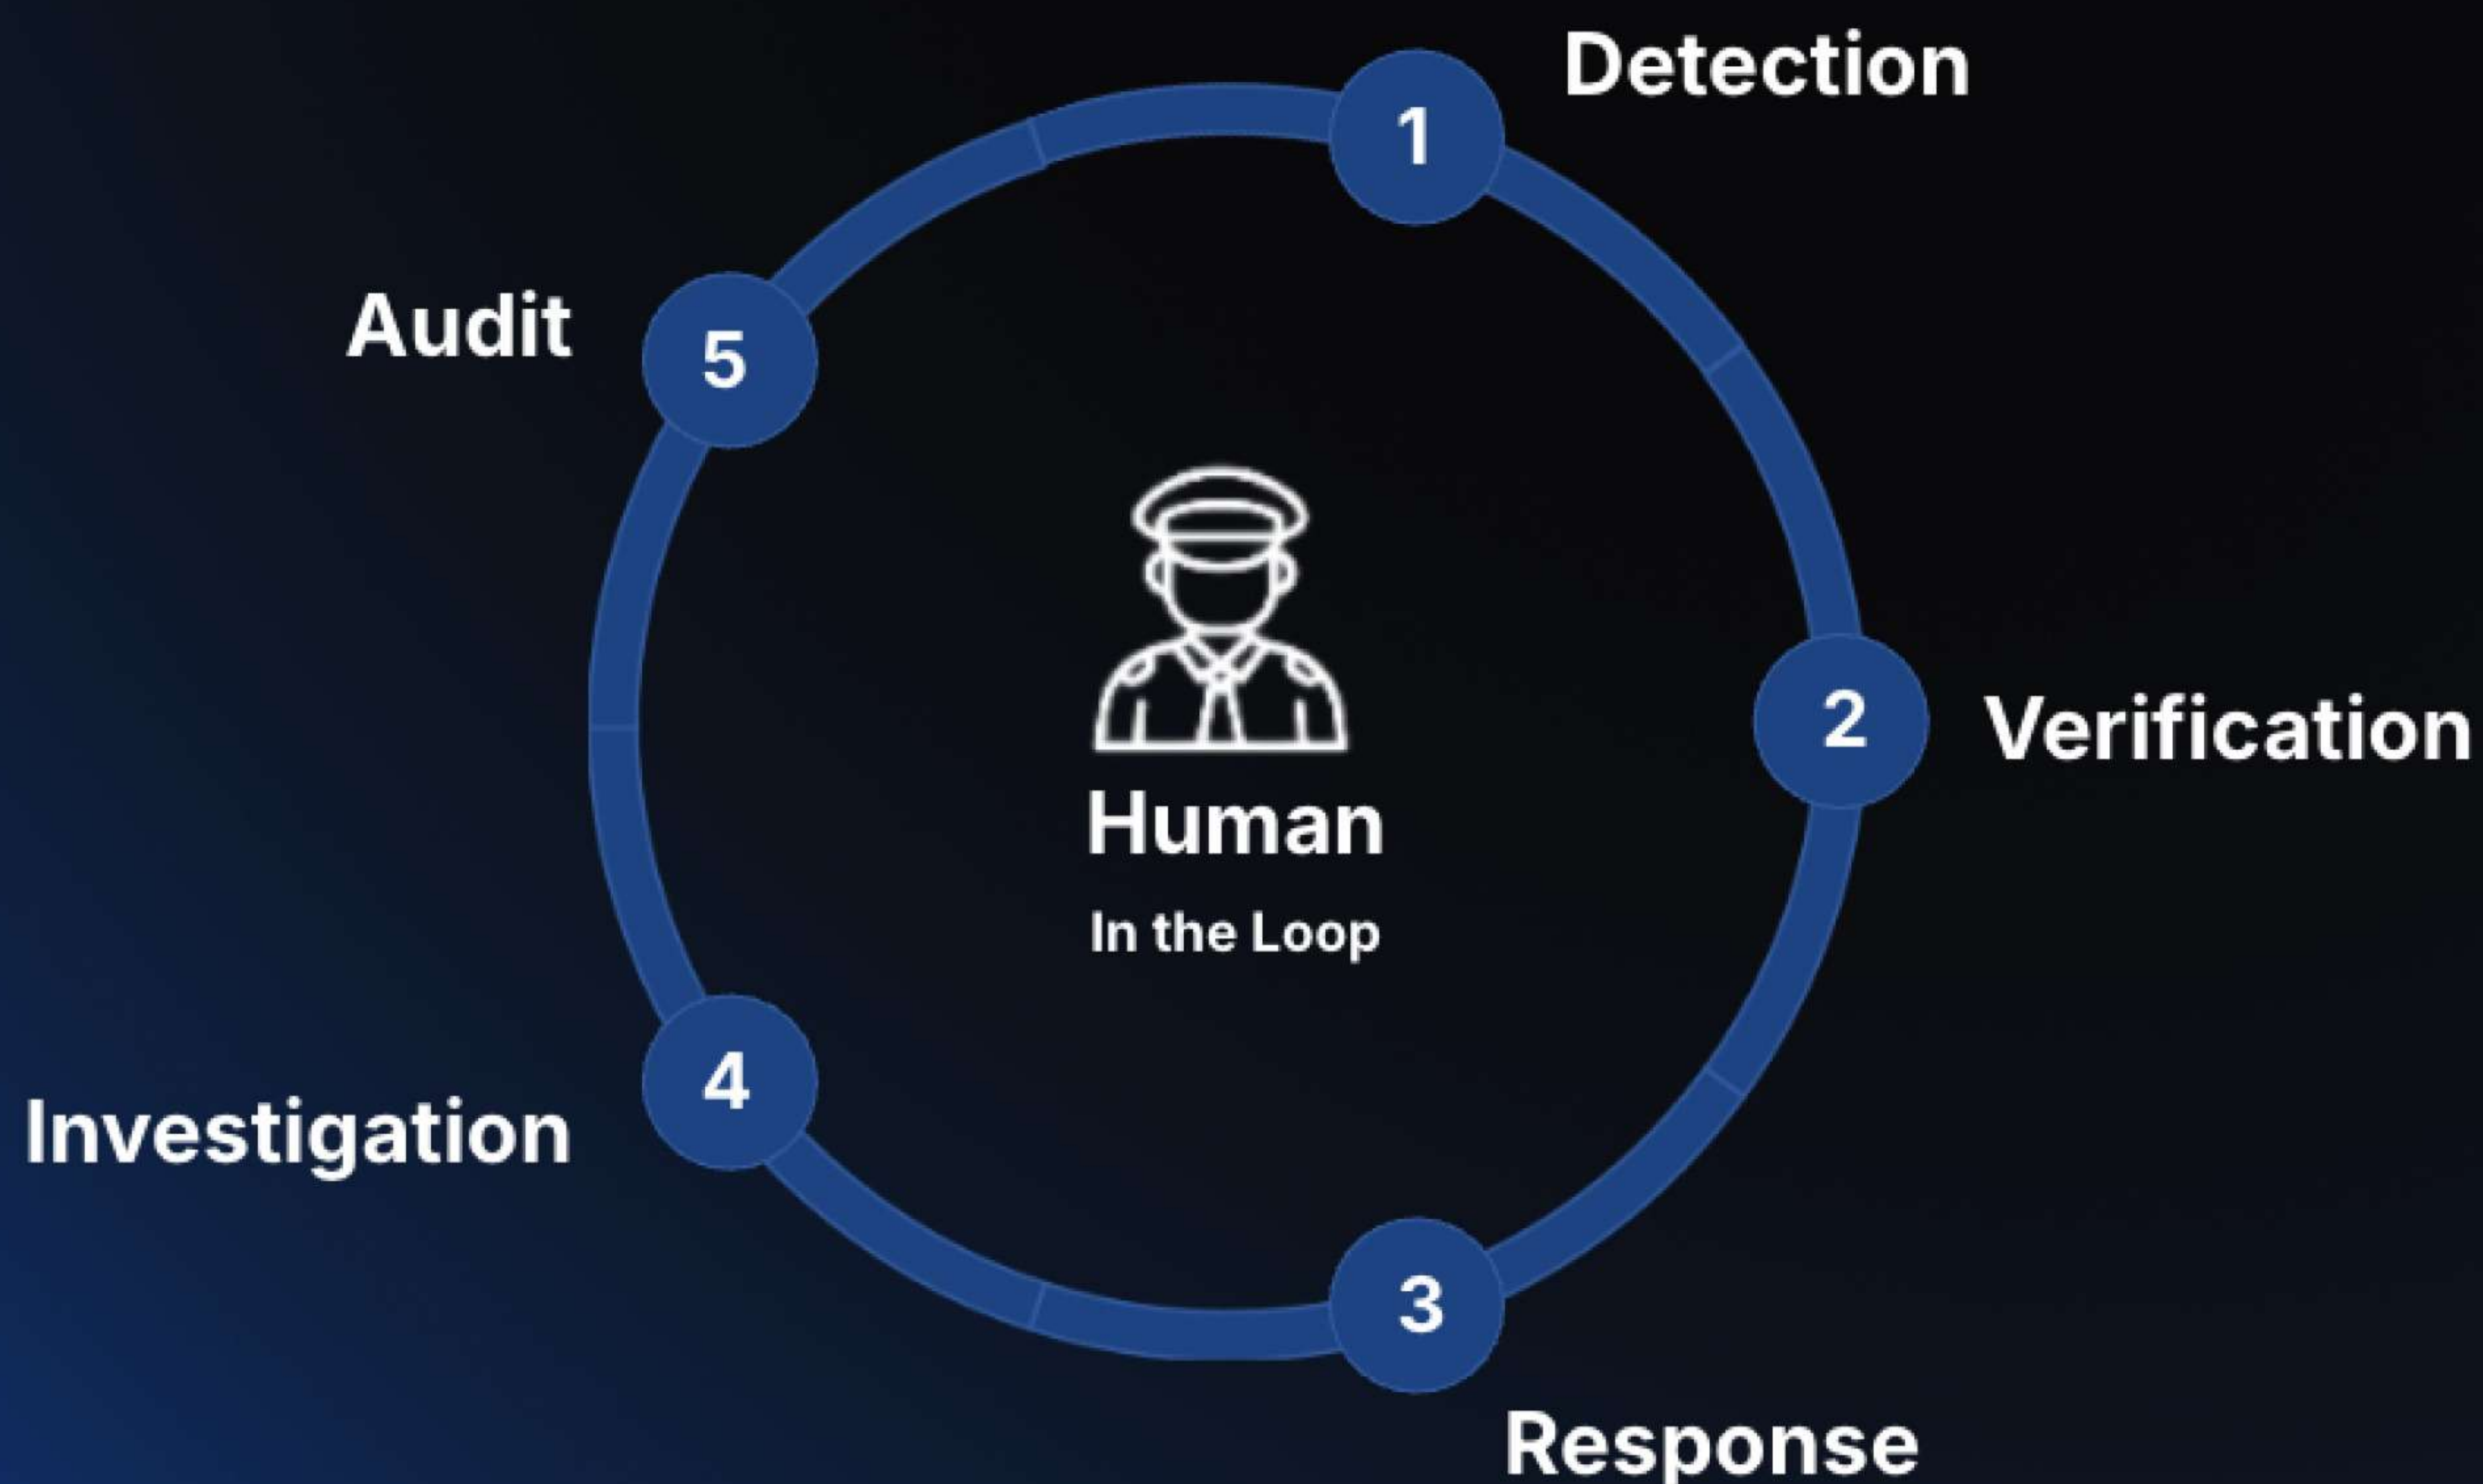 1
Detection
2
Verification
3
Response
4
Investigation
5
Audit
Human
In the Loop